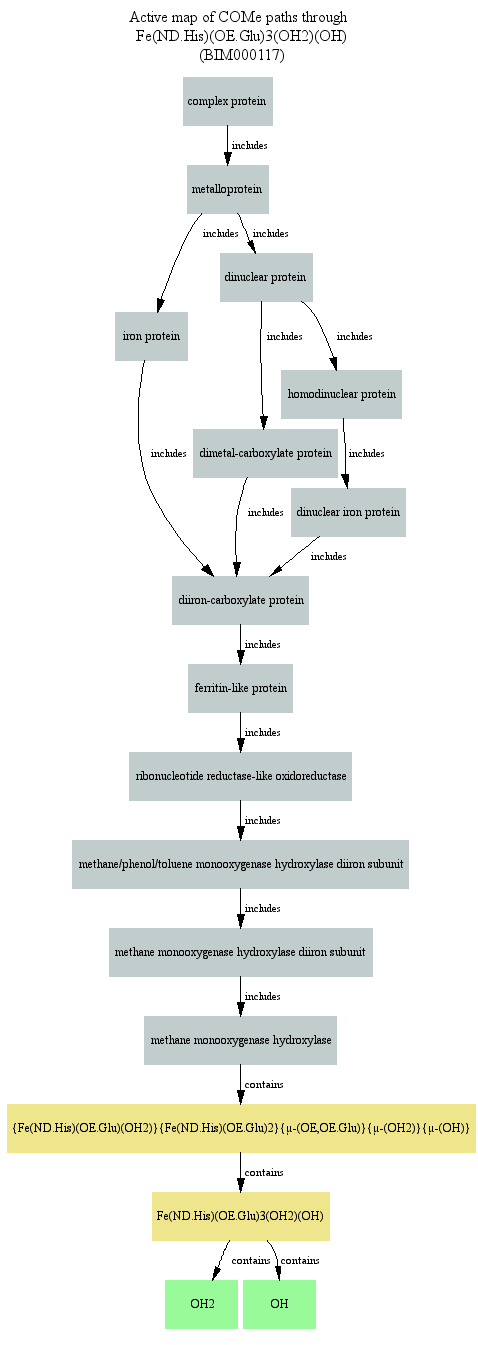 Active map of COMe paths through
Fe(ND.His)(OE.Glu)3(OH2)(OH)
(BIM000117)
complex protein
includes
metalloprotein
includes
includes
dinuclear protein
iron protein
includes
includes
homodinuclear protein
includes
dimetal-carboxylate protein
includes
dinuclear iron protein
includes
includes
diiron-carboxylate protein
includes
ferritin-like protein
includes
ribonucleotide reductase-like oxidoreductase
includes
methane/phenol/toluene monooxygenase hydroxylase diiron subunit
includes
methane monooxygenase hydroxylase diiron subunit
includes
methane monooxygenase hydroxylase
contains
{Fe(ND.His)(OE.Glu)(OH2)}{Fe(ND.His)(OE.Glu)2}{μ-(OE,OE.Glu)}{μ-(OH2)}{μ-(OH)}
contains
Fe(ND.His)(OE.Glu)3(OH2)(OH)
contains
contains
OH2
OH